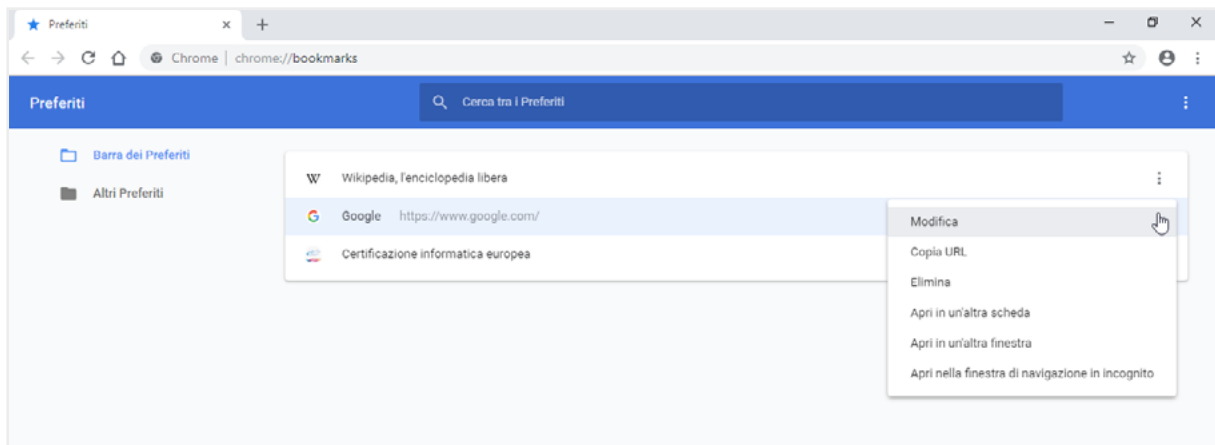 Preferiti
Chrome | chrome://bookmarks
Preferiti
Cerca tra i Preferiti
Barra dei Preferiti
Altri Preferiti
W Wikipedia, l'enciclopedia libera
G Google https://www.google.com/
Certificazione informatica europea
Modifica
Copia URL
Elimina
Apri in un'altra scheda
Apri in un'altra finestra
Apri nella finestra di navigazione in incognito